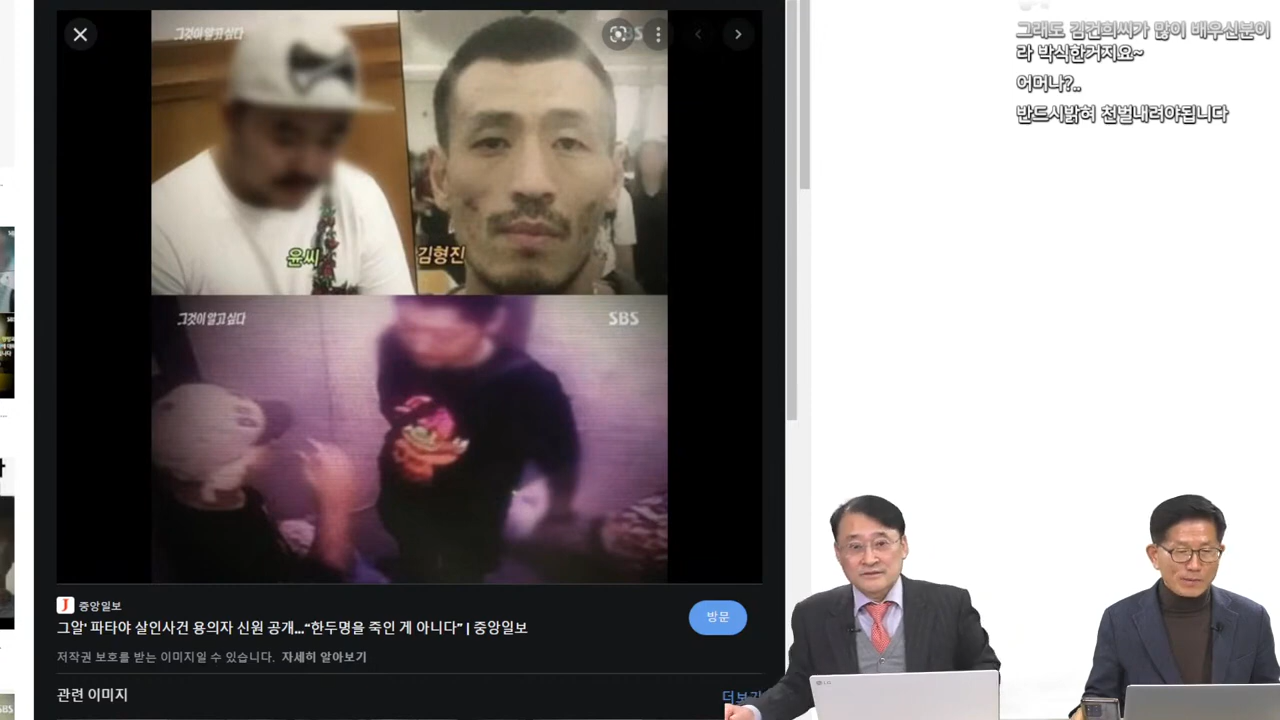 그래도 김건희씨가 많이 배우신분이
라 박식한거지요~
어머나?..
반드시밝혀 천벌내려야됩니다
그것이 알고싶다
윤씨
김형진
그것이 알고싶다
SBS
J 중앙일보
그알' 파타야 살인사건 용의자 신원 공개..."한두명을 죽인 게 아니다" | 중앙일보
방문
저작권 보호를 받는 이미지일 수 있습니다. 자세히 알아보기
관련 이미지
더보기
LG